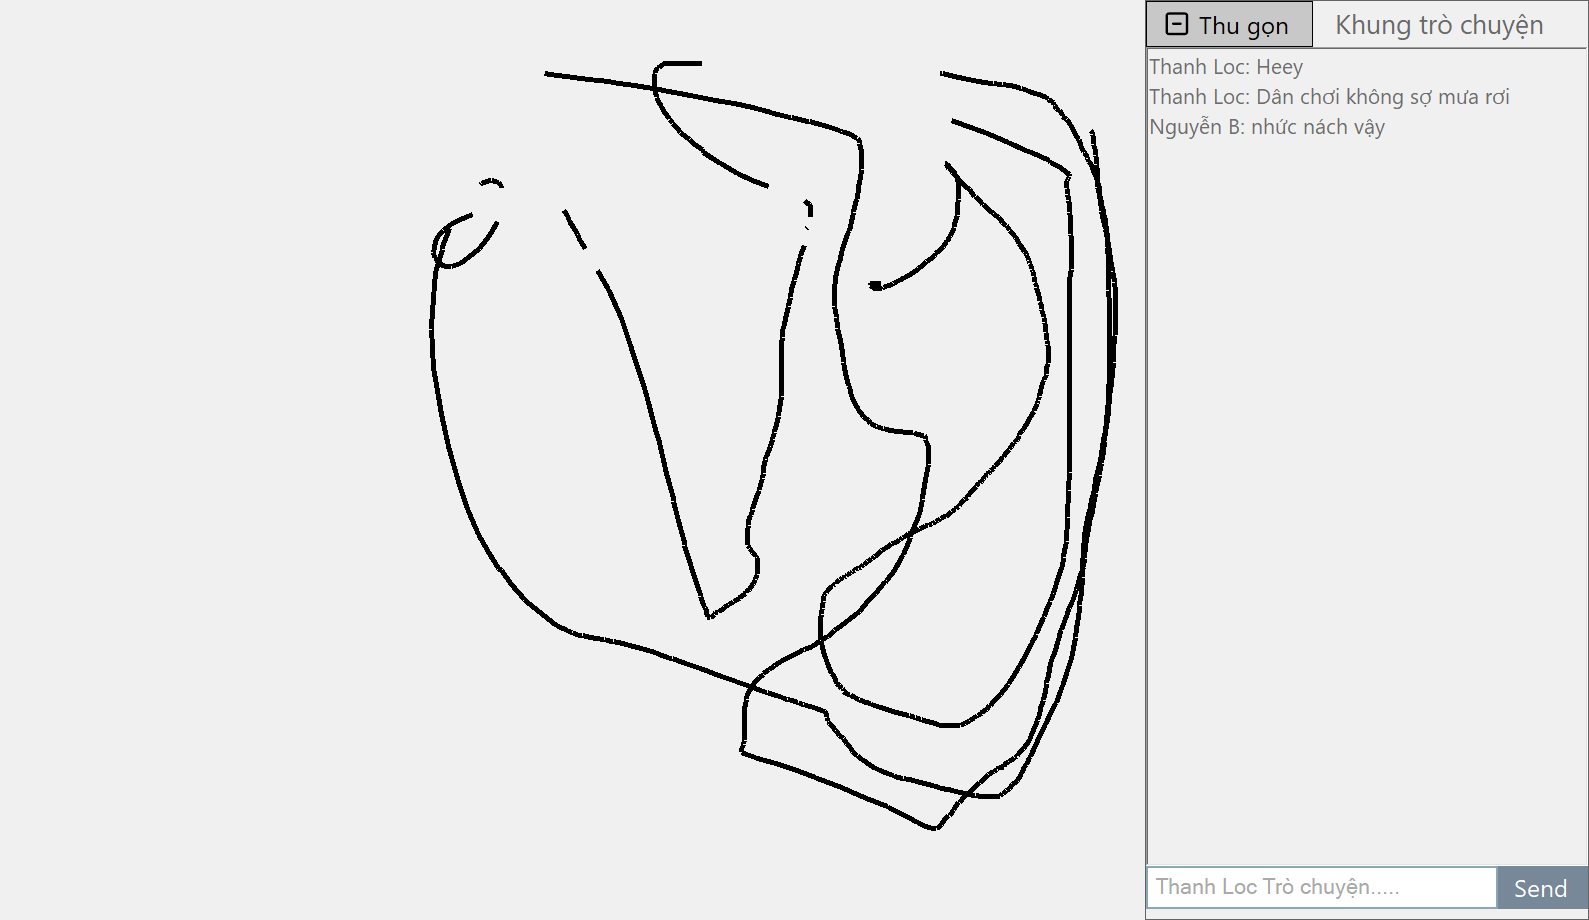 Thu gọn
Khung trò chuyện
Thanh Loc: Heey
Thanh Loc: Dân chơi không sợ mưa rơi
Nguyễn B: nhức nách vậy
Thanh Loc Trò chuyện.....
Send